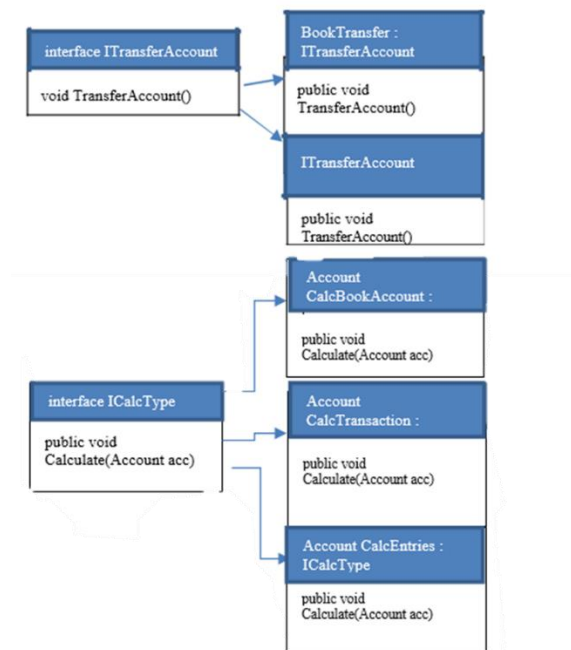 interface ITransferAccount
void TransferAccount()
BookTransfer :
ITransferAccount
public void
TransferAccount()
ITransferAccount
public void
TransferAccount()
Account
CalcBookAccount :
public void
Calculate(Account acc)
interface ICalcType
public void
Calculate(Account acc)
Account
CalcTransaction :
public void
Calculate(Account acc)
Account CalcEntries :
ICalcType
public void
Calculate(Account acc)